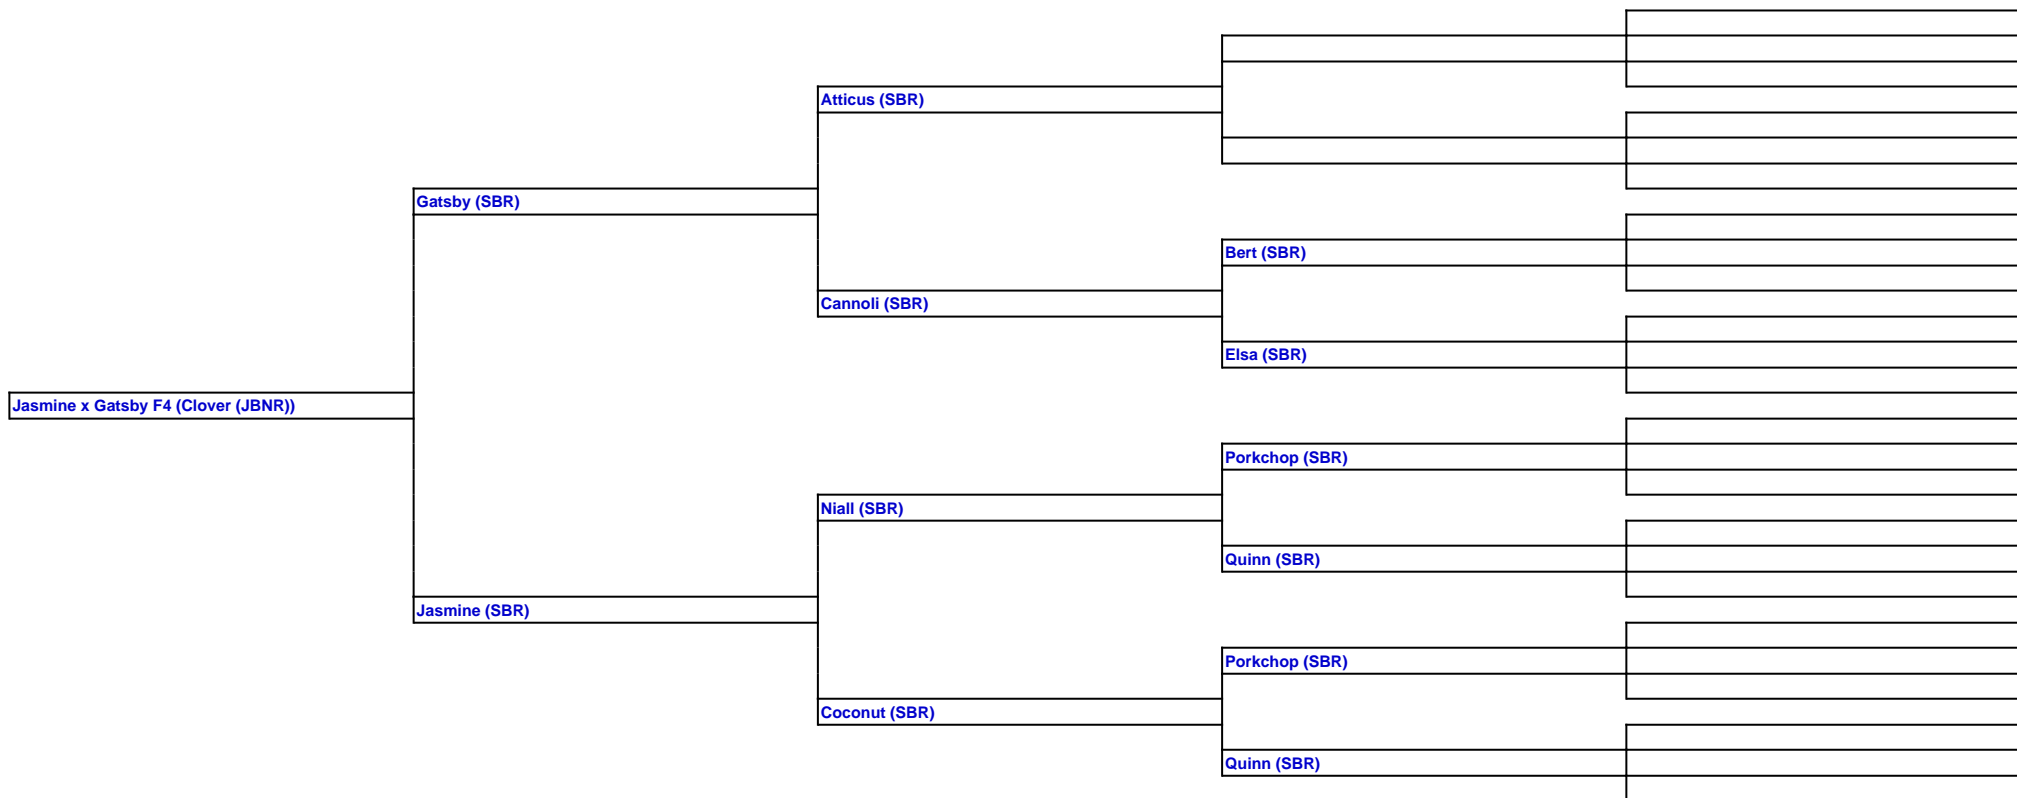 Atticus (SBR)
Gatsby (SBR)
Bert (SBR)
Cannoli (SBR)
Elsa (SBR)
Jasmine x Gatsby F4 (Clover (JBNR))
Porkchop (SBR)
Niall (SBR)
Quinn (SBR)
Jasmine (SBR)
Porkchop (SBR)
Coconut (SBR)
Quinn (SBR)